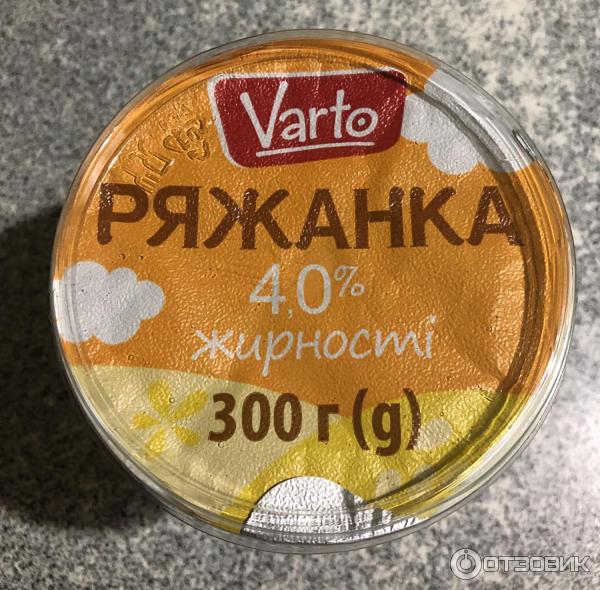 Varto
РЯЖАНКА
4,0%
жирності
300 г (g)
ОТЗОВИК